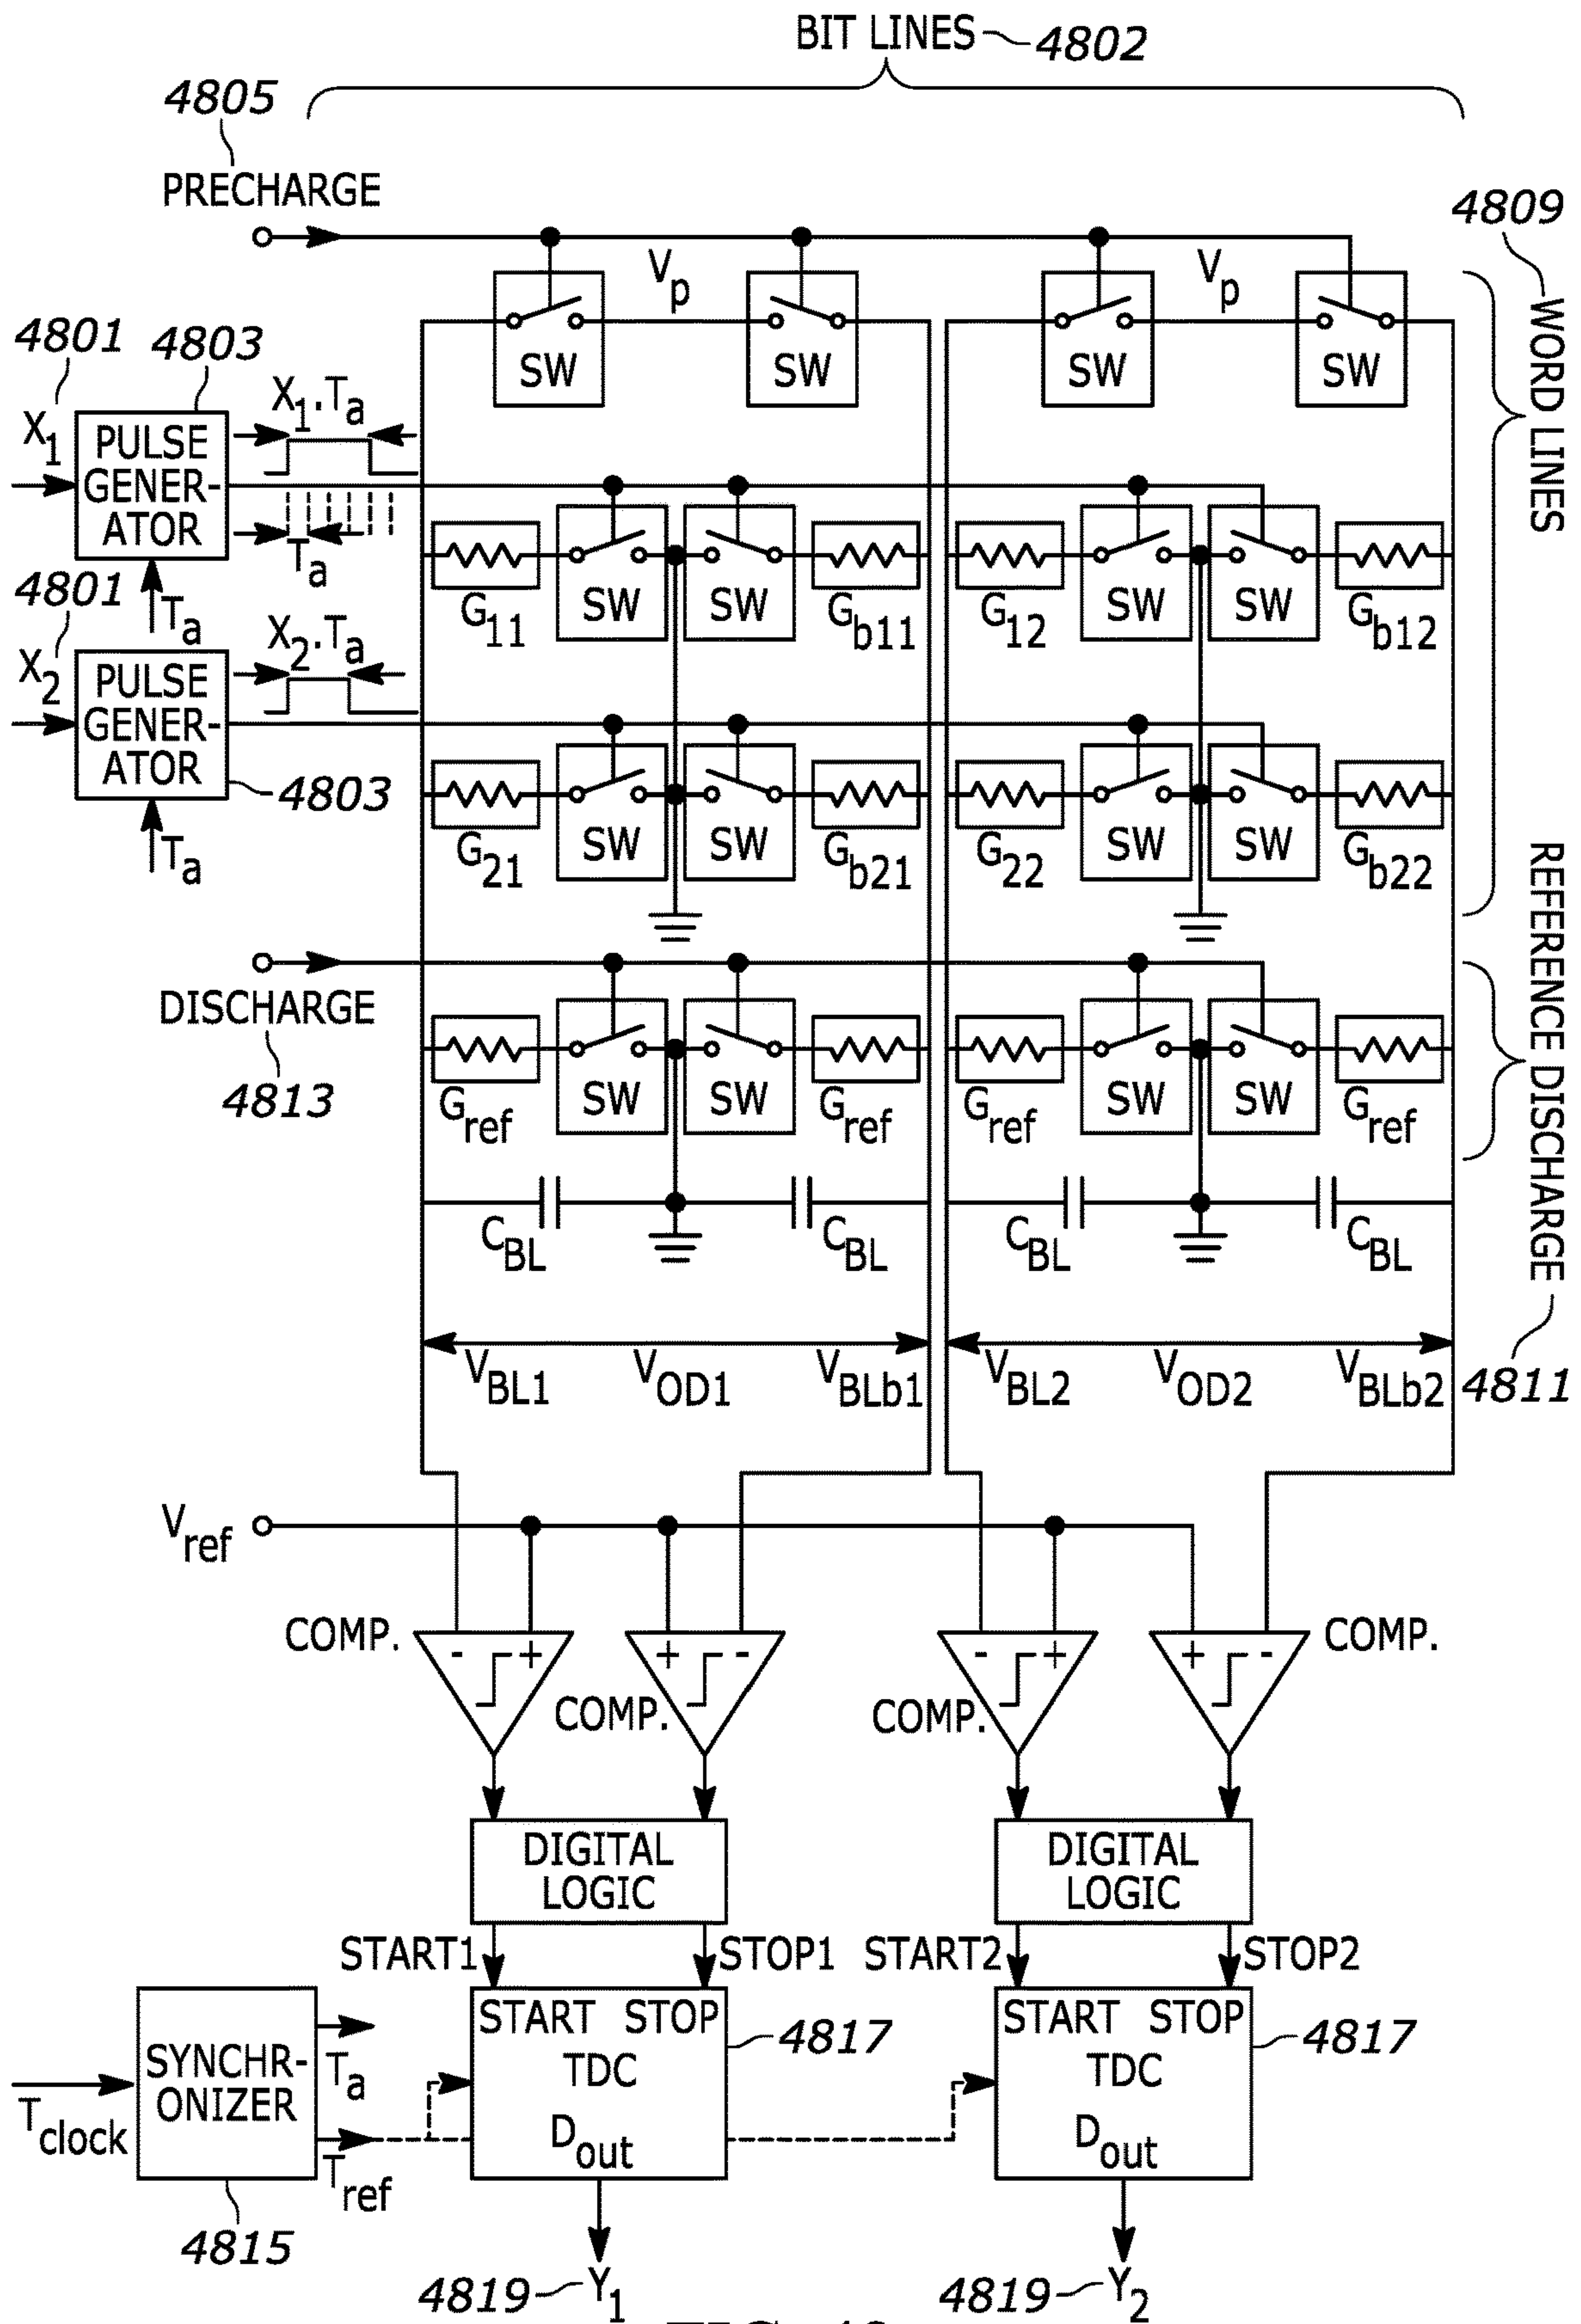 BIT LINES 4802
4805
PRECHARGE
4809
WORD LINES
Vp Vp
SW SW SW SW
4801 4803
X1 X1.Ta
PULSE GENER-ATOR
Ta
Ta
SW SW SW SW
G11 Gb11 G12 Gb12
4801
X2 X2.Ta
PULSE GENER-ATOR
4803
Ta
SW SW SW SW
G21 Gb21 G22 Gb22
REFERENCE DISCHARGE
4811
DISCHARGE
4813
SW SW SW SW
Gref Gref Gref Gref
CBL CBL CBL CBL
VBL1 VOD1 VBLb1 VBL2 VOD2 VBLb2
Vref
COMP. - + + - - + + - COMP.
COMP. COMP.
DIGITAL LOGIC DIGITAL LOGIC
START1 STOP1 START2 STOP2
START STOP 4817 START STOP 4817
TDC TDC
Dout Dout
SYNCHR-ONIZER
Tclock
Ta
Tref
4815
4819 Y1 4819 Y2